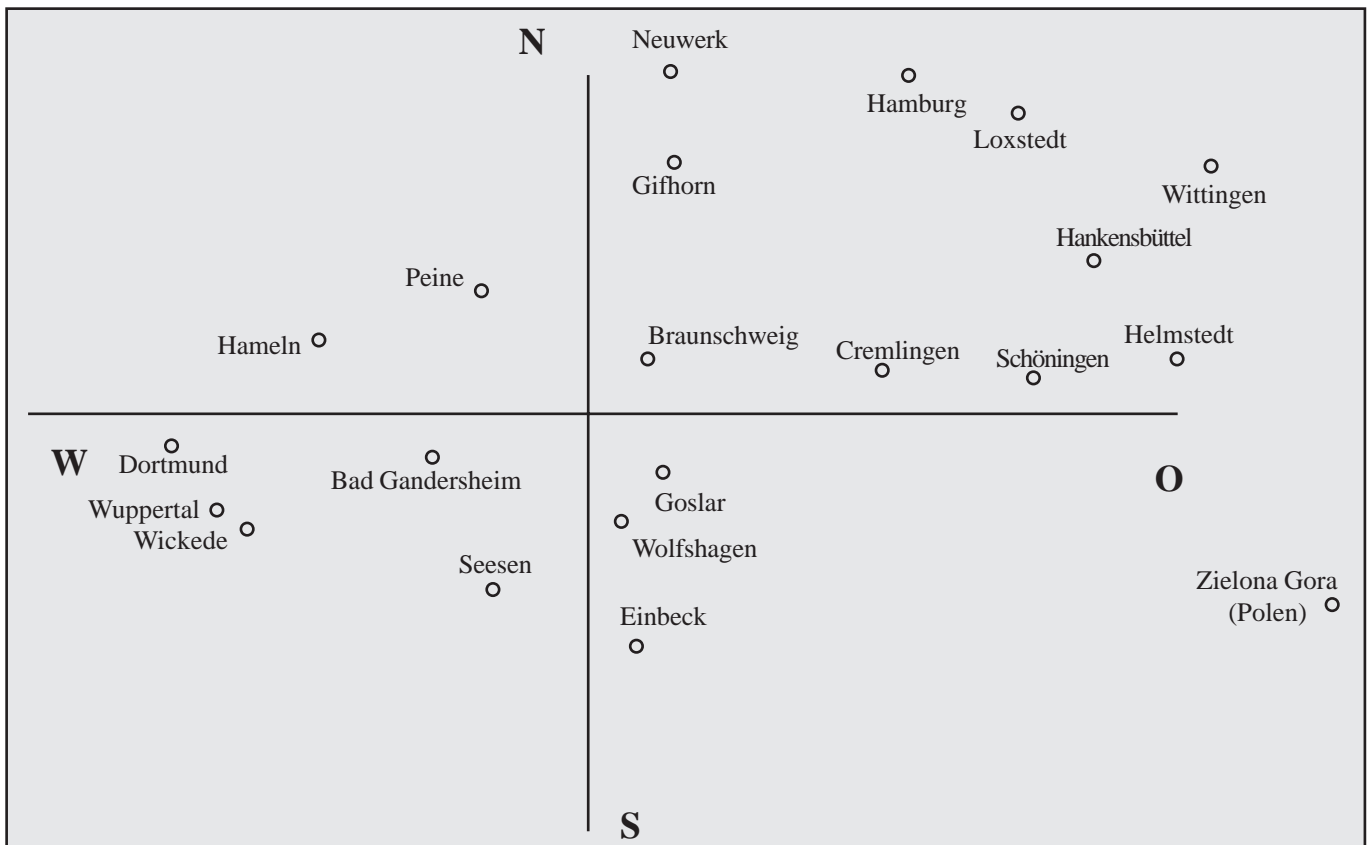 N
Neuwerk
Hamburg
Loxstedt
Gifhorn
Wittingen
Hankensbüttel
Peine
Hameln
Braunschweig
Cremlingen
Schöningen
Helmstedt
W
Dortmund
Bad Gandersheim
Goslar
O
Wuppertal
Wickede
Wolfshagen
Seesen
Zielona Gora
(Polen)
Einbeck
S